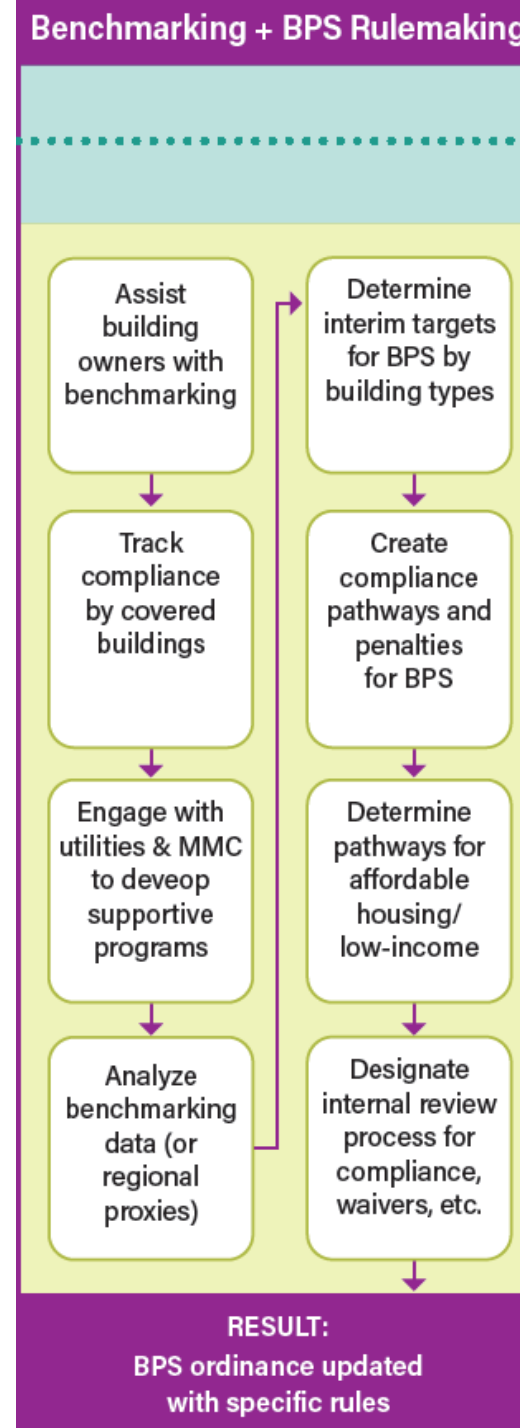 Benchmarking + BPS Rulemaking
Assist
building
owners with
benchmarking
Track
compliance
by covered
buildings
Engage with
utilities & MMC
to deveop
supportive
programs
Analyze
benchmarking
data (or
regional
proxies)
Determine
interim targets
for BPS by
building types
Create
compliance
pathways and
penalties
for BPS
Determine
pathways for
affordable
housing/
low-income
Designate
internal review
process for
compliance,
waivers, etc.
RESULT:
BPS ordinance updated
with specific rules